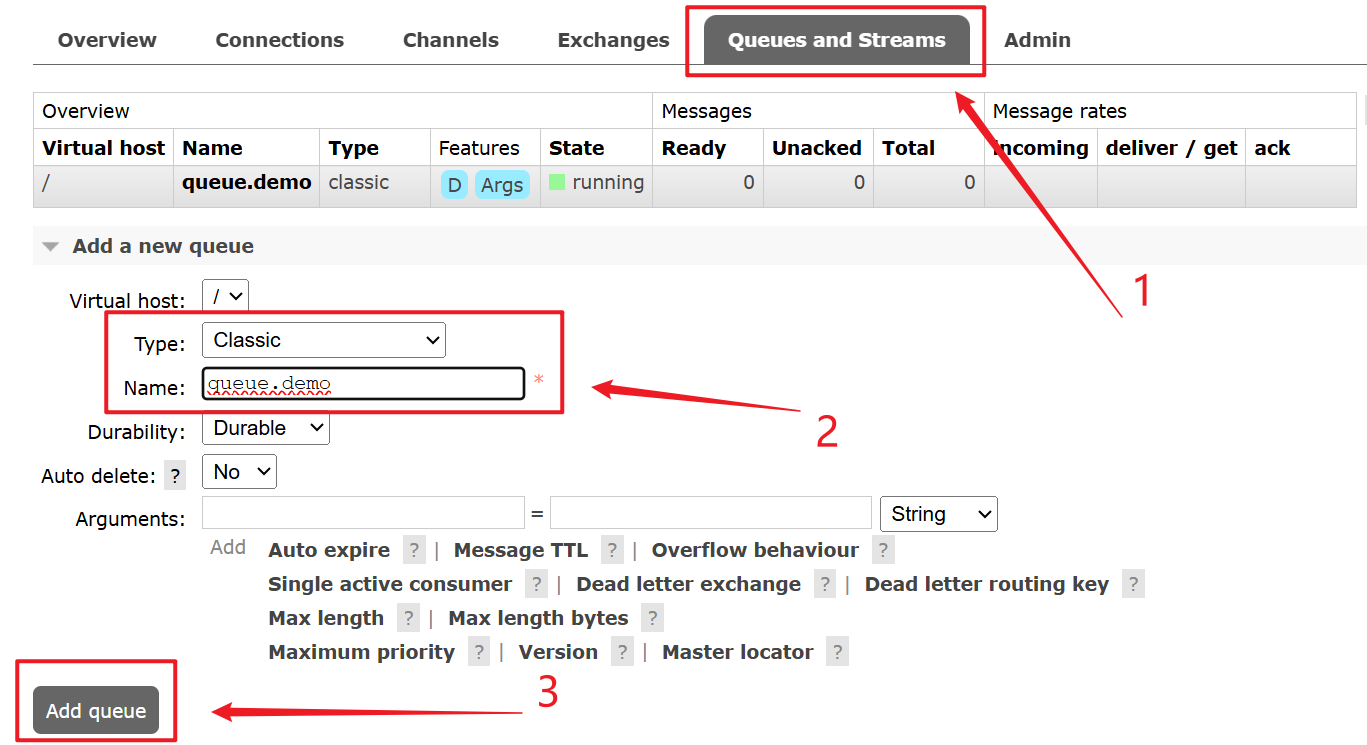 Overview Connections Channels Exchanges Queues and Streams Admin
Overview Messages Message rates
Virtual host Name Type Features State Ready Unacked Total incoming deliver / get ack
/ queue.demo classic D Args running 0 0 0
1
Add a new queue
Virtual host: /
Type: Classic
Name: queue.demo *
2
Durability: Durable
Auto delete: ? No
Arguments: = String
Add Auto expire ? | Message TTL ? | Overflow behaviour ?
Single active consumer ? | Dead letter exchange ? | Dead letter routing key ?
Max length ? | Max length bytes ?
Maximum priority ? | Version ? | Master locator ?
3
Add queue